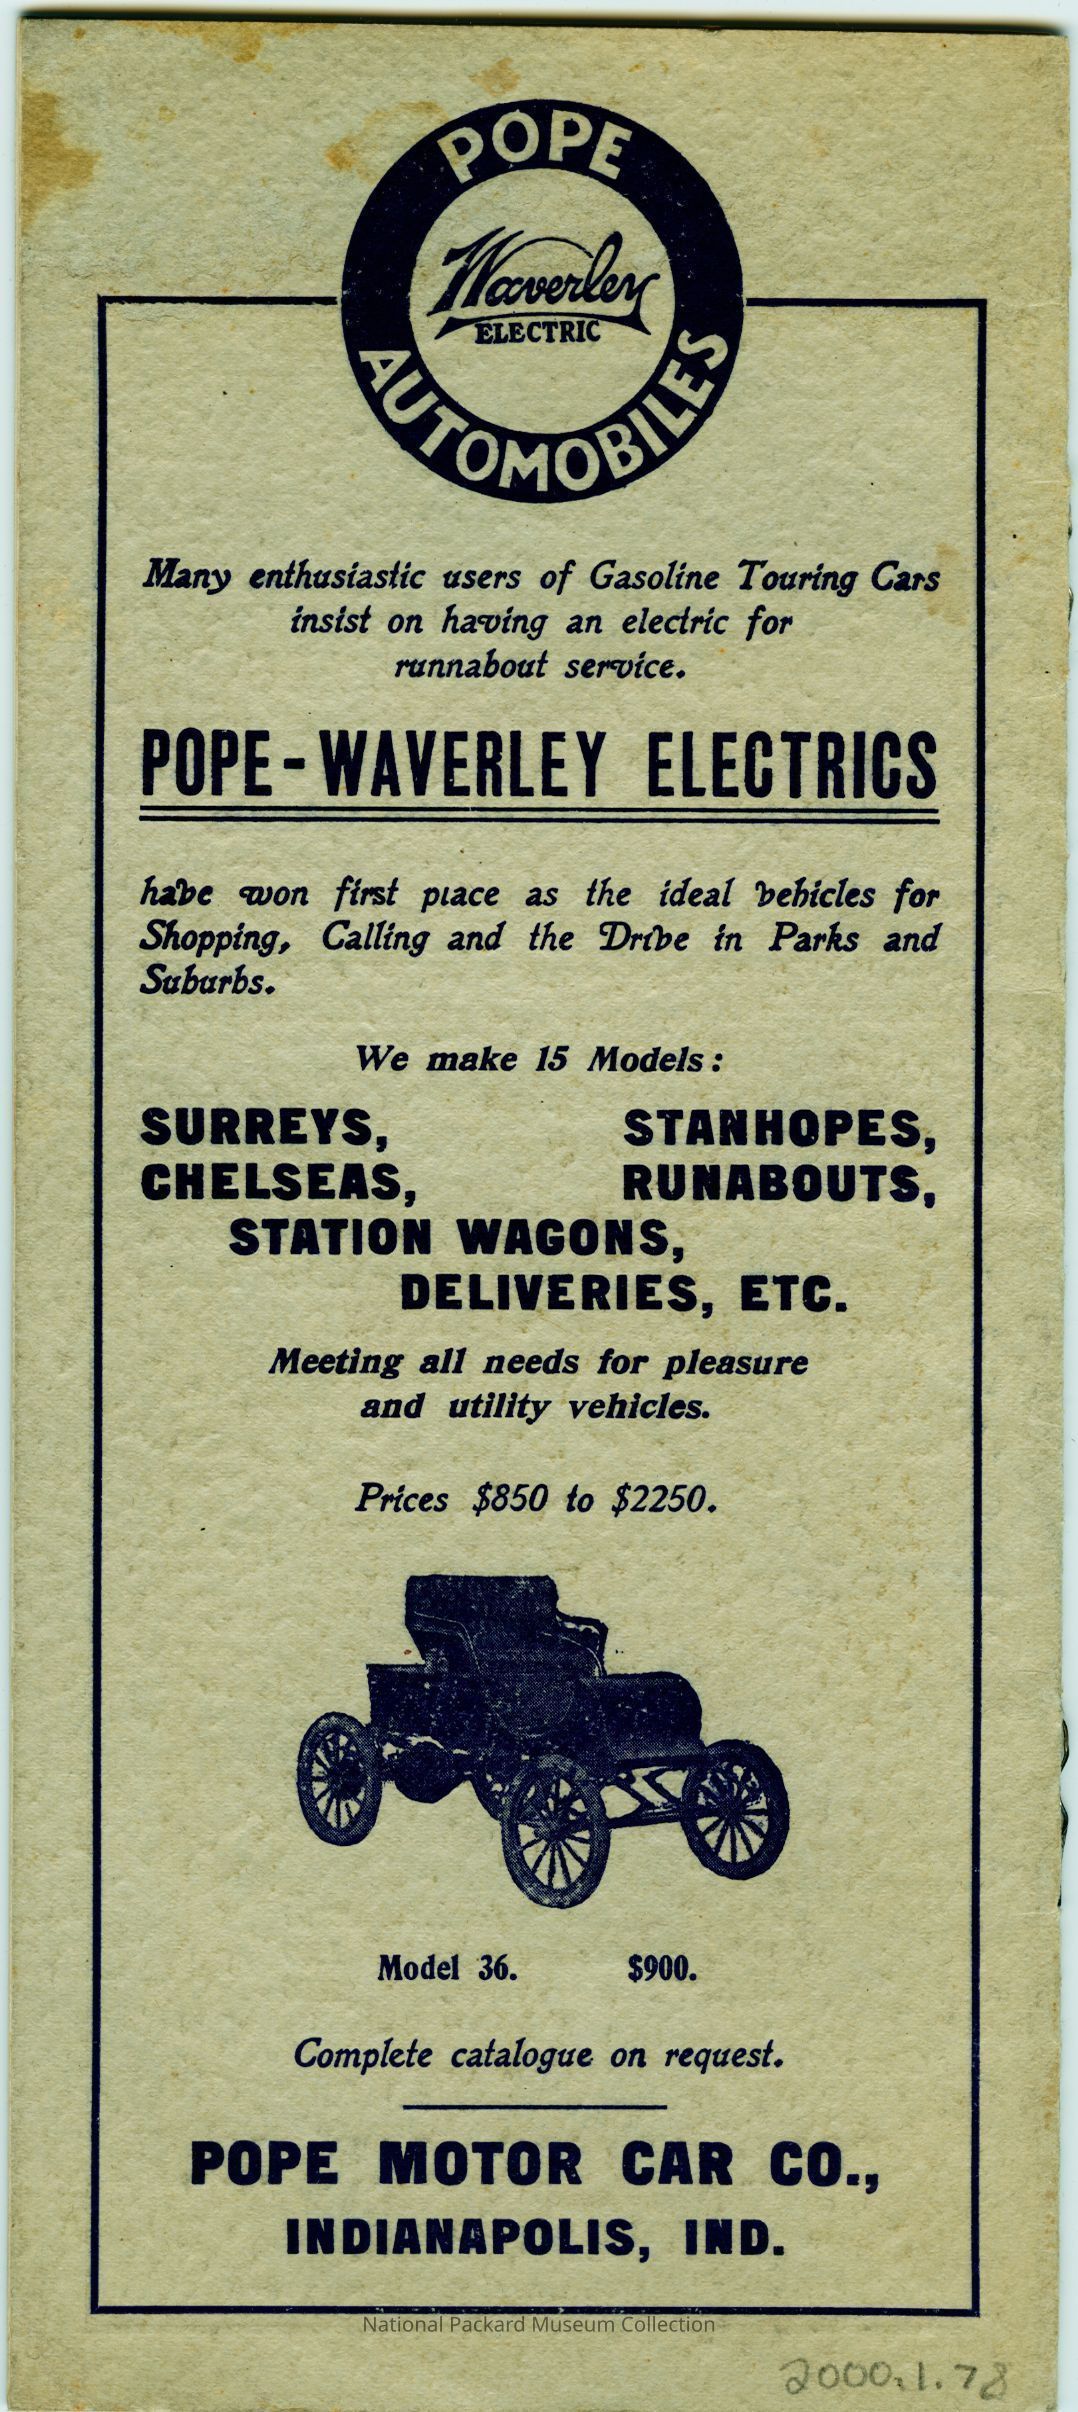 POPE
Waverley
ELECTRIC
AUTOMOBILES
Many enthusiastic users of Gasoline Touring Cars
insist on having an electric for
runnabout service.
POPE-WAVERLEY ELECTRICS
have won first place as the ideal vehicles for
Shopping, Calling and the Drive in Parks and
Suburbs.
We make 15 Models:
SURREYS, STANHOPES,
CHELSEAS, RUNABOUTS,
STATION WAGONS,
DELIVERIES, ETC.
Meeting all needs for pleasure
and utility vehicles.
Prices $850 to $2250.
Model 36. $900.
Complete catalogue on request.
POPE MOTOR CAR CO.,
INDIANAPOLIS, IND.
National Packard Museum Collection
2000.1.78